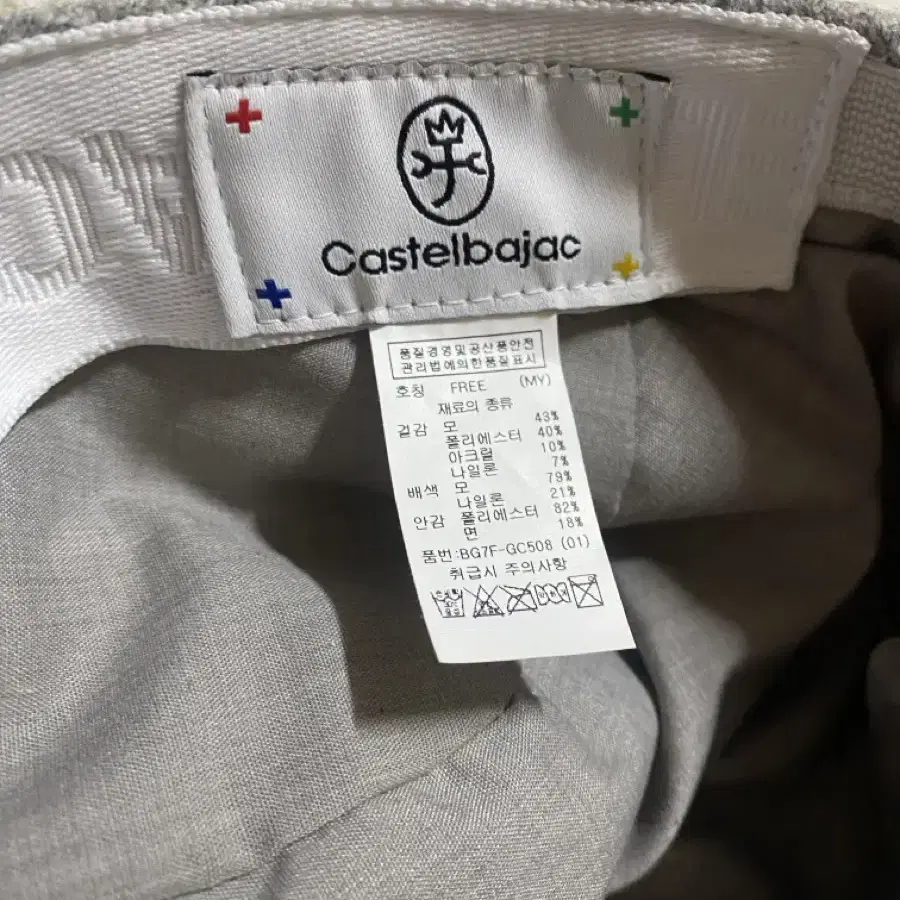 Castelbajac
품질경영및공산품안전
관리법에의한품질표시
호칭 FREE (MY)
재료의 종류
겉감 모 43%
폴리에스터 40%
아크릴 10%
나일론 7%
배색 모 79%
나일론 21%
안감 폴리에스터 82%
면 18%
품번:BG7F-GC508 (01)
취급시 주의사항